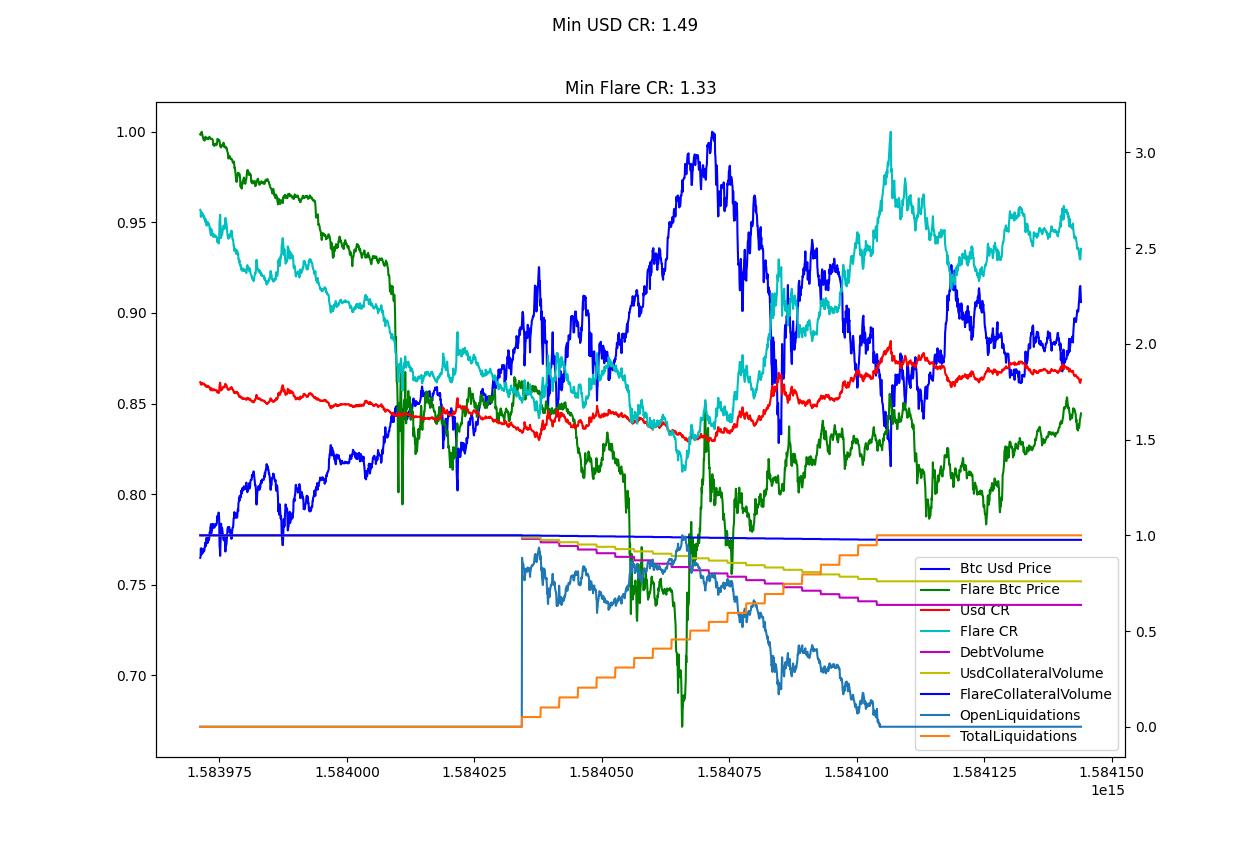 Min USD CR: 1.49
Min Flare CR: 1.33
1.00
0.95
0.90
0.85
0.80
0.75
0.70
3.0
2.5
2.0
1.5
1.0
0.5
0.0
Btc Usd Price
Flare Btc Price
Usd CR
Flare CR
DebtVolume
UsdCollateralVolume
FlareCollateralVolume
OpenLiquidations
TotalLiquidations
1.583975 1.584000 1.584025 1.584050 1.584075 1.584100 1.584125 1.584150
1e15